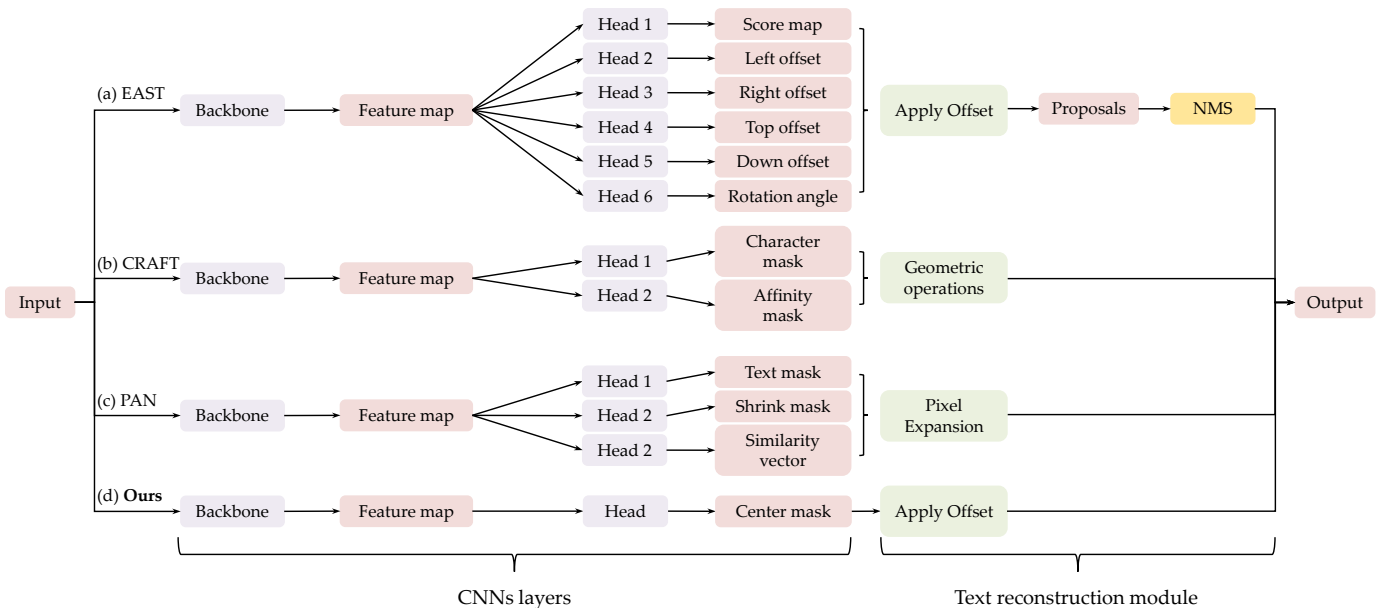 Input
(a) EAST
Backbone
Feature map
Head 1
Head 2
Head 3
Head 4
Head 5
Head 6
Score map
Left offset
Right offset
Top offset
Down offset
Rotation angle
Apply Offset
Proposals
NMS
(b) CRAFT
Backbone
Feature map
Head 1
Head 2
Character
mask
Affinity
mask
Geometric
operations
(c) PAN
Backbone
Feature map
Head 1
Head 2
Head 2
Text mask
Shrink mask
Similarity
vector
Pixel
Expansion
(d) Ours
Backbone
Feature map
Head
Center mask
Apply Offset
Output
CNNs layers
Text reconstruction module